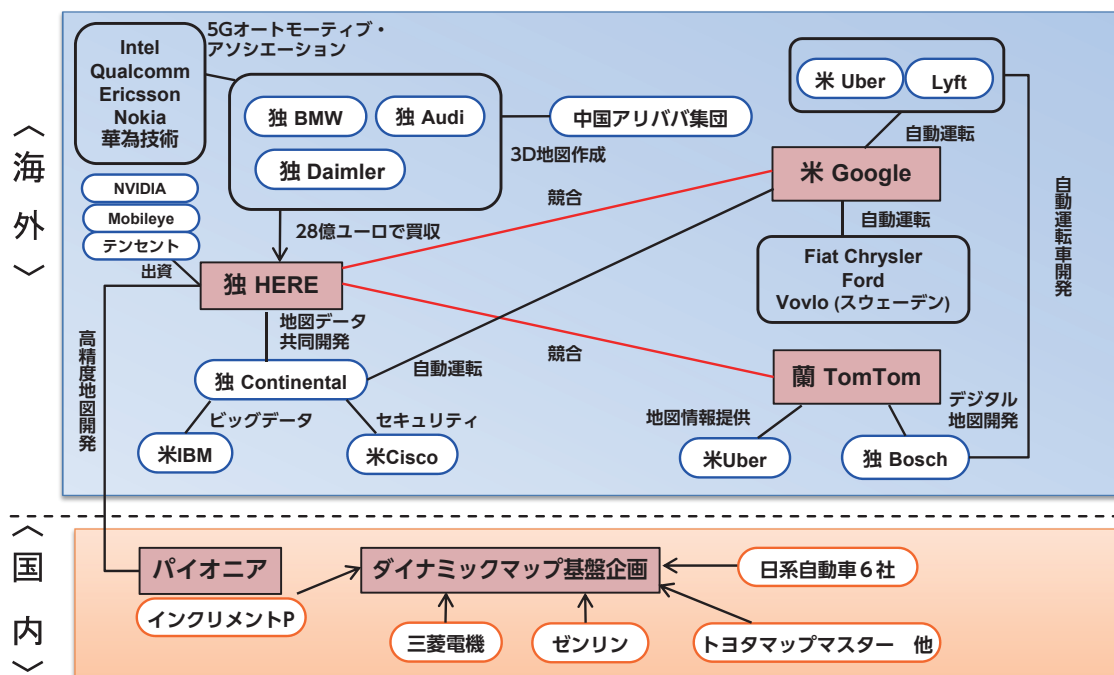 〈海外〉
5Gオートモーティブ・
アソシエーション
Intel
Qualcomm
Ericsson
Nokia
華為技術
独 BMW
独 Audi
独 Daimler
中国アリババ集団
3D地図作成
米 Uber
Lyft
自動運転
米 Google
競合
自動運転
Fiat Chrysler
Ford
Vovlo (スウェーデン)
自動運転車開発
NVIDIA
Mobileye
テンセント
出資
28億ユーロで買収
独 HERE
地図データ
共同開発
高精度地図開発
独 Continental
自動運転
競合
ビッグデータ
セキュリティ
米IBM
米Cisco
蘭 TomTom
地図情報提供
デジタル
地図開発
米Uber
独 Bosch
〈国内〉
パイオニア
インクリメントP
ダイナミックマップ基盤企画
日系自動車6社
三菱電機
ゼンリン
トヨタマップマスター 他